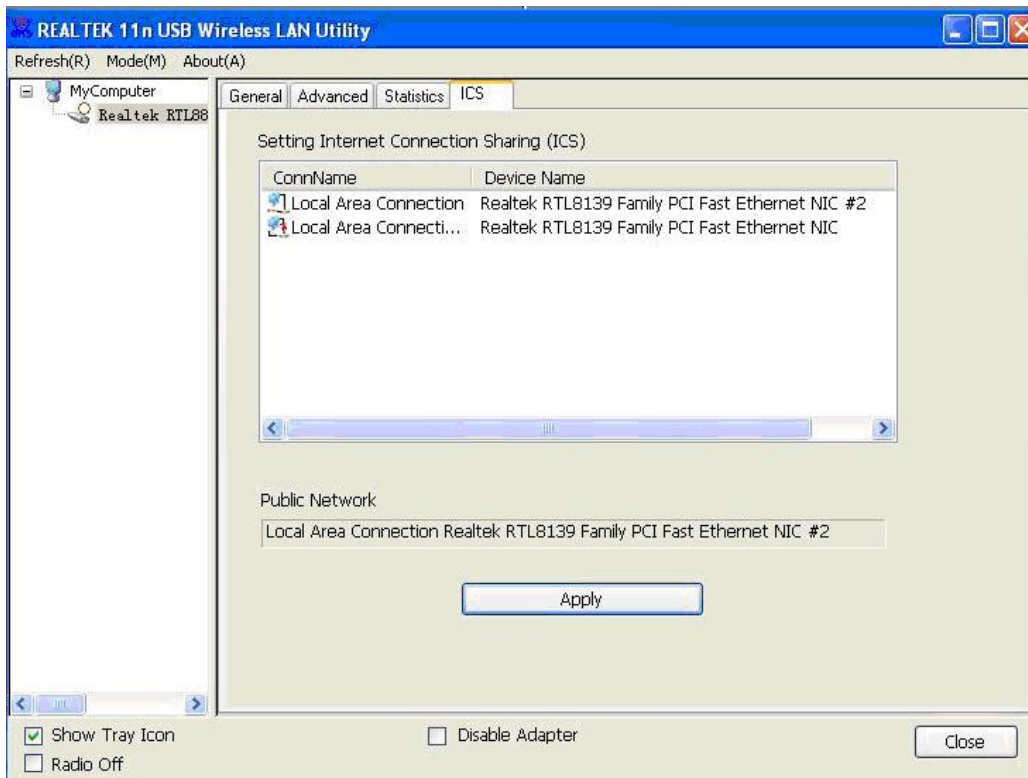 REALTEK 11n USB Wireless LAN Utility
Refresh(R) Mode(M) About(A)
MyComputer
Realtek RTL88
General Advanced Statistics ICS
Setting Internet Connection Sharing (ICS)
ConnName Device Name
Local Area Connection Realtek RTL8139 Family PCI Fast Ethernet NIC #2
Local Area Connecti... Realtek RTL8139 Family PCI Fast Ethernet NIC
Public Network
Local Area Connection Realtek RTL8139 Family PCI Fast Ethernet NIC #2
Apply
Show Tray Icon Disable Adapter
Radio Off
Close